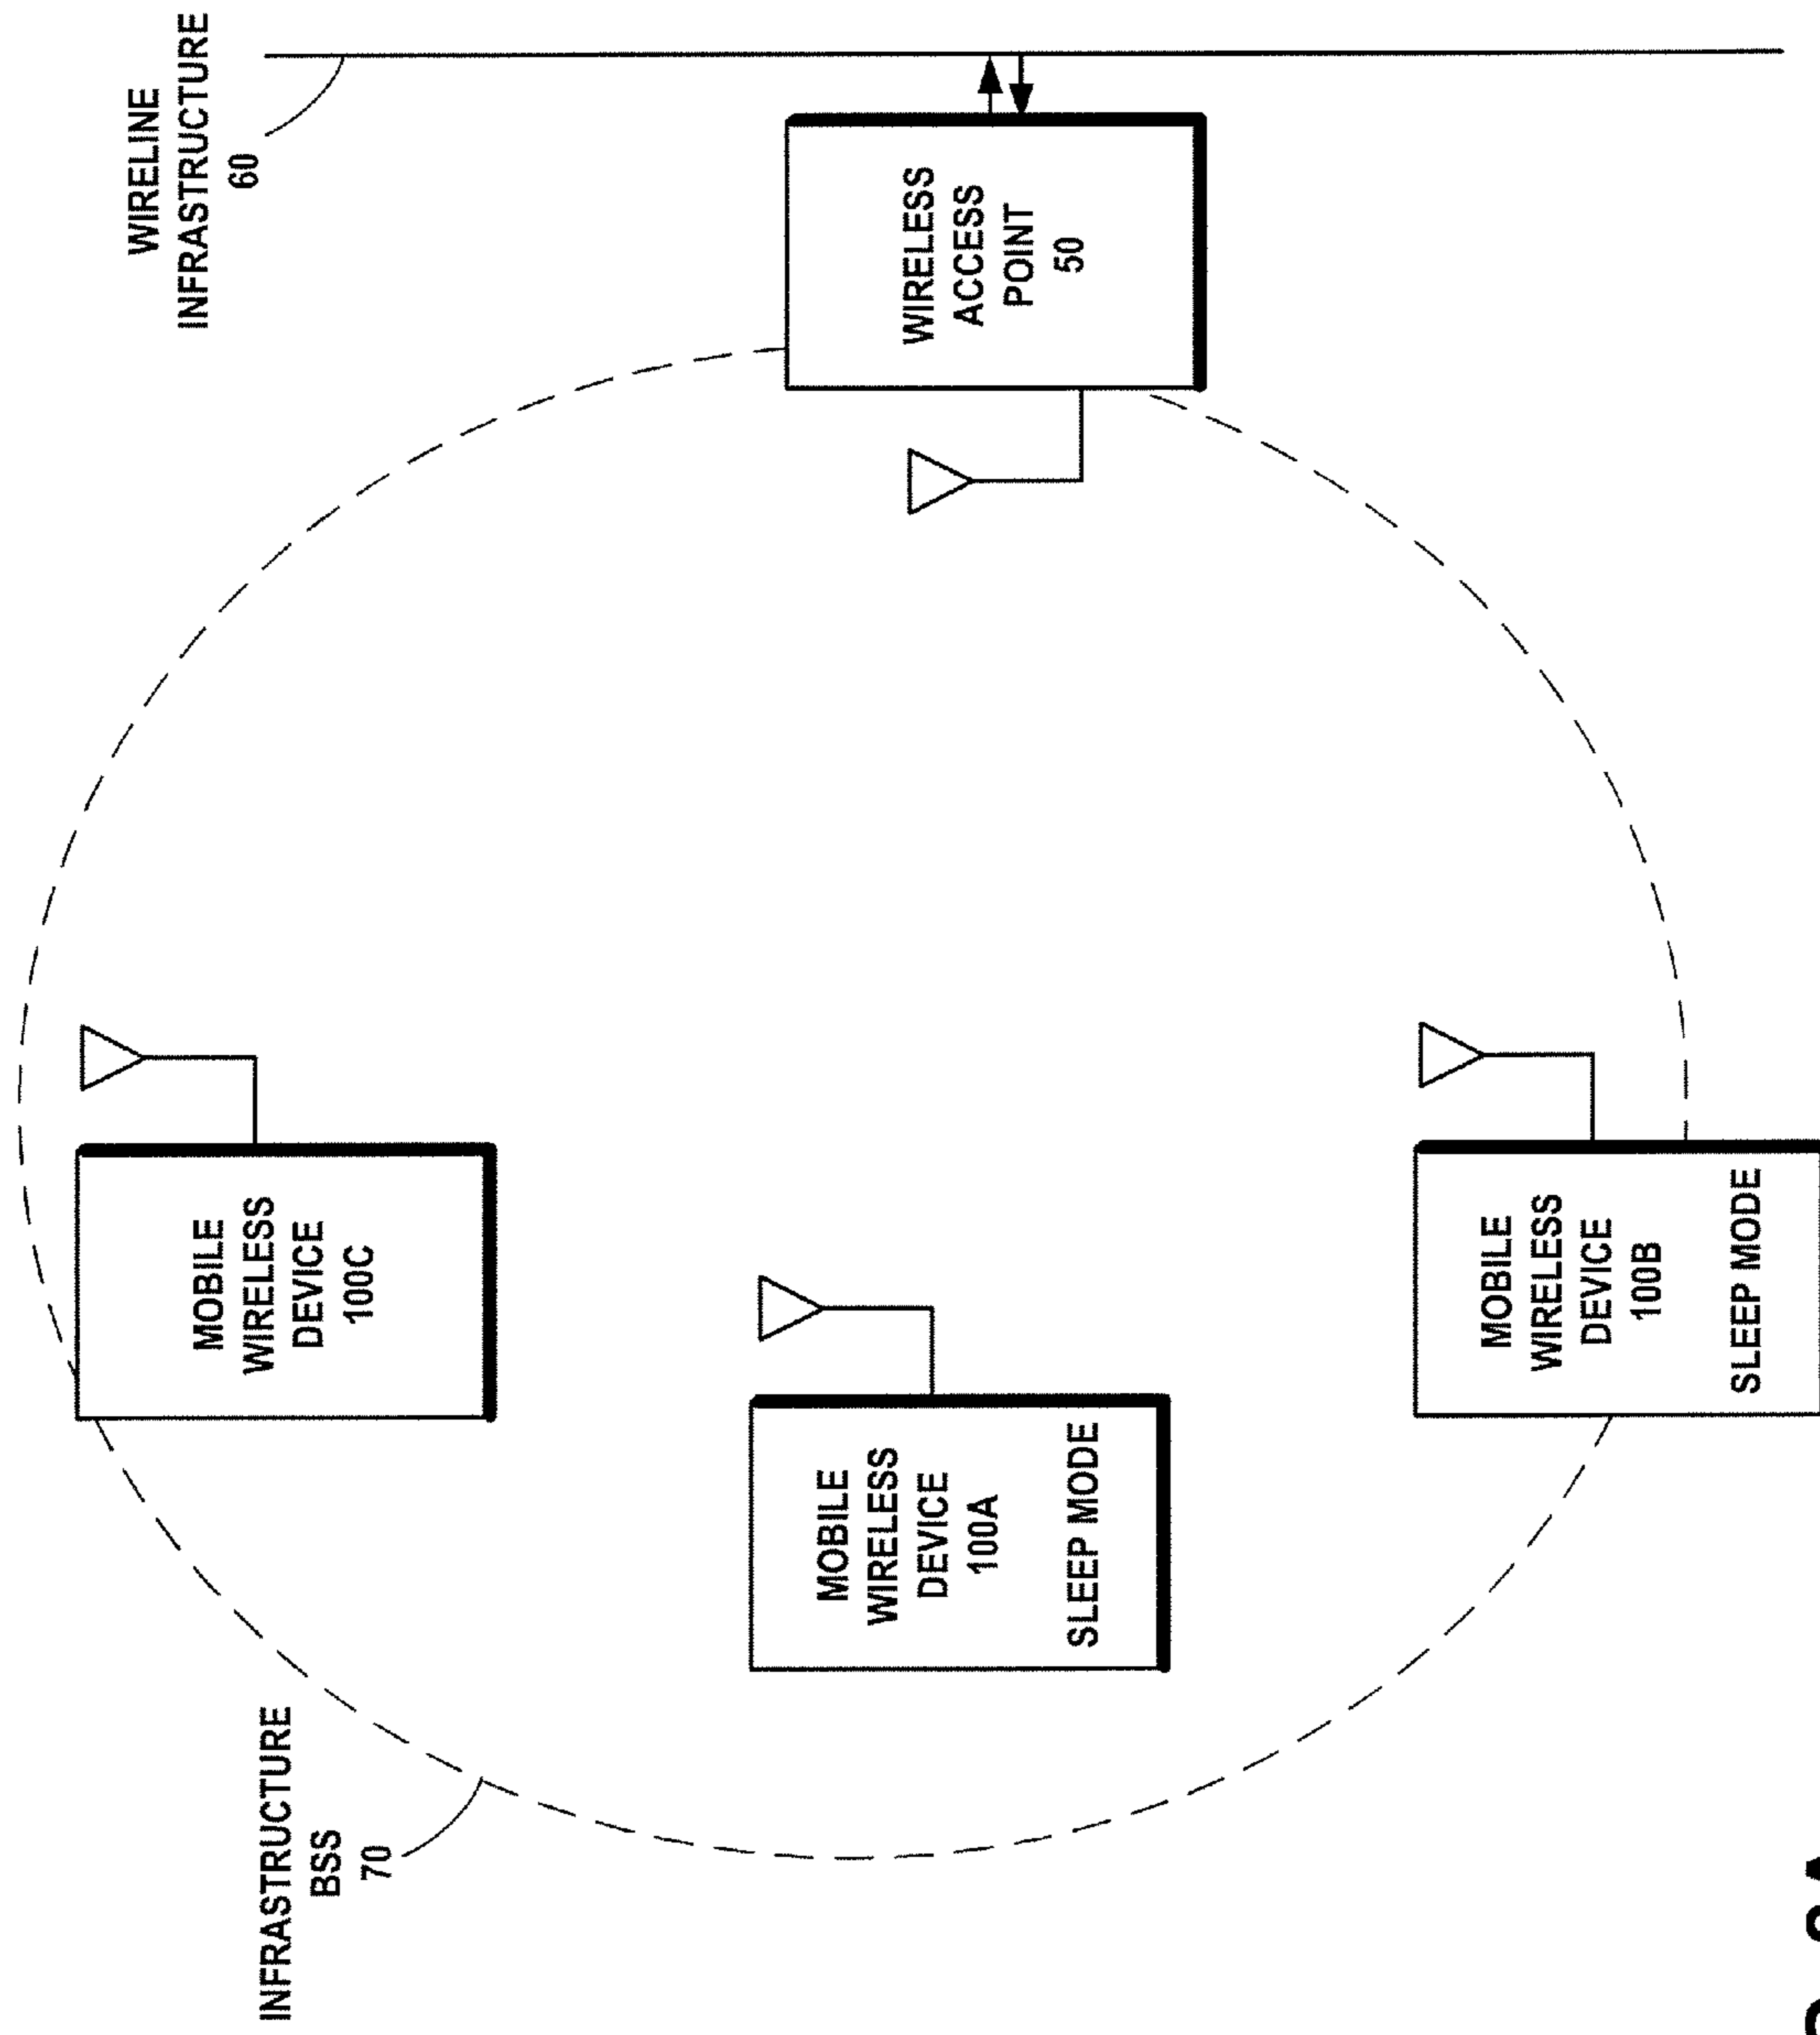 INFRASTRUCTURE
BSS
70
MOBILE
WIRELESS
DEVICE
100C
WIRELINE
INFRASTRUCTURE
60
MOBILE
WIRELESS
DEVICE
100A
SLEEP MODE
WIRELESS
ACCESS
POINT
50
MOBILE
WIRELESS
DEVICE
100B
SLEEP MODE